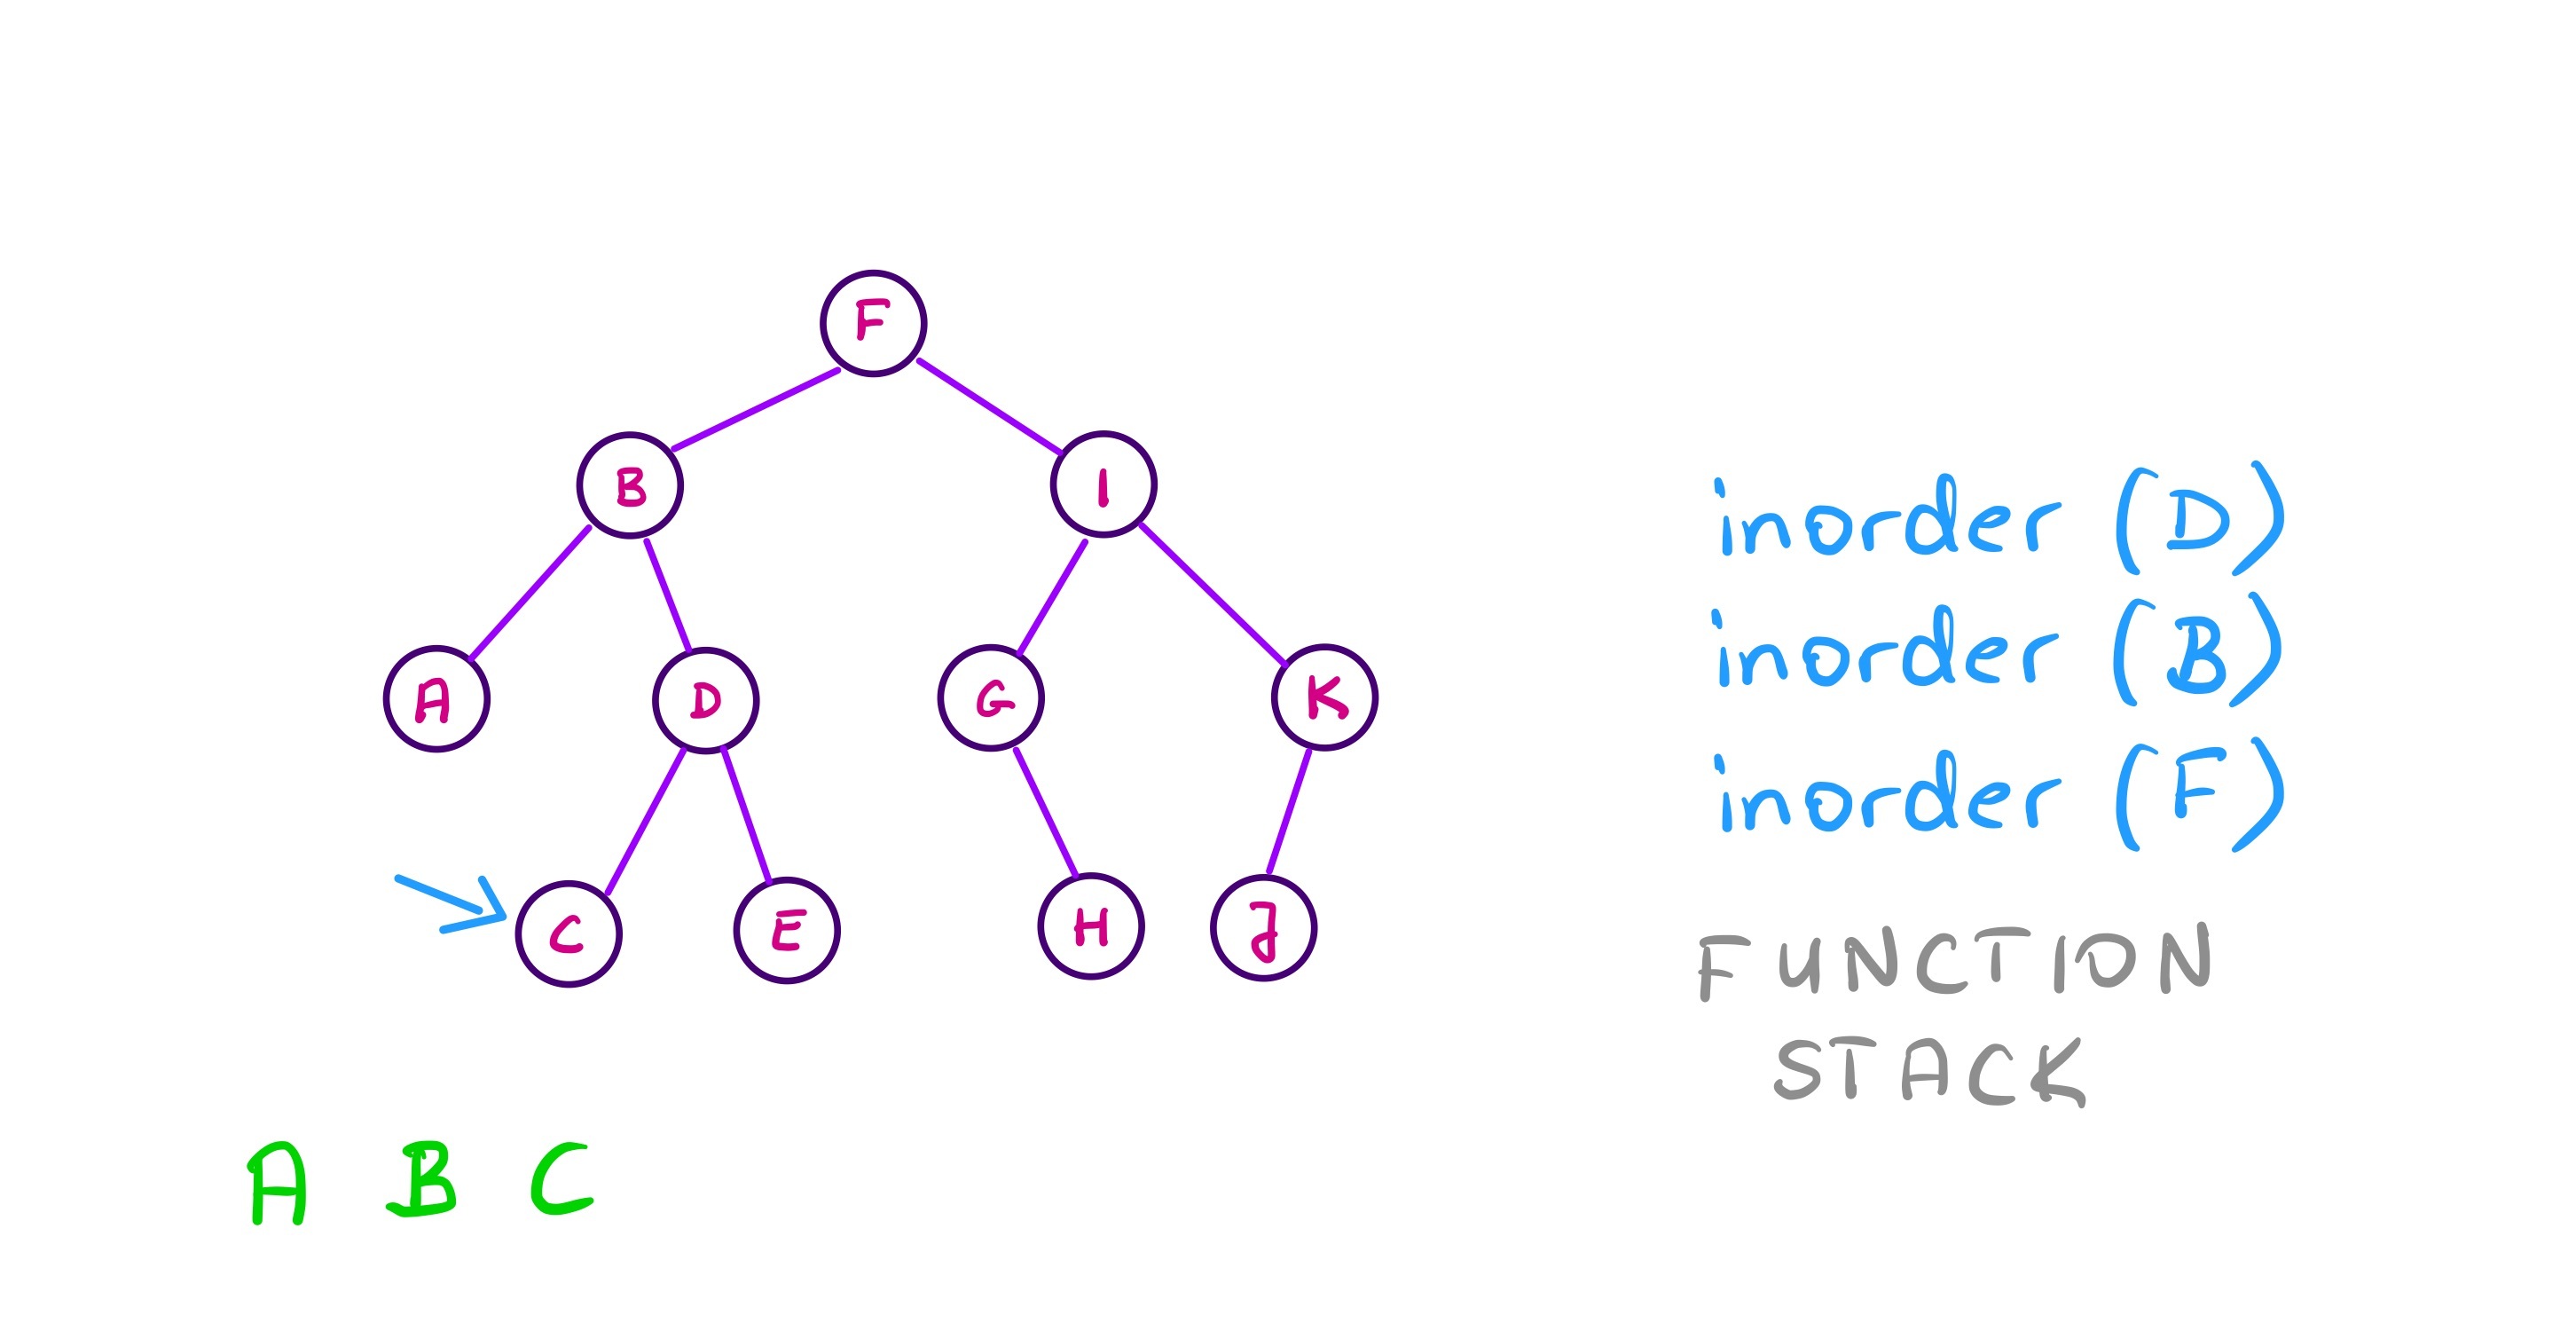 F
B I
A D G K
C E H J
inorder (D)
inorder (B)
inorder (F)
FUNCTION
STACK
A B C